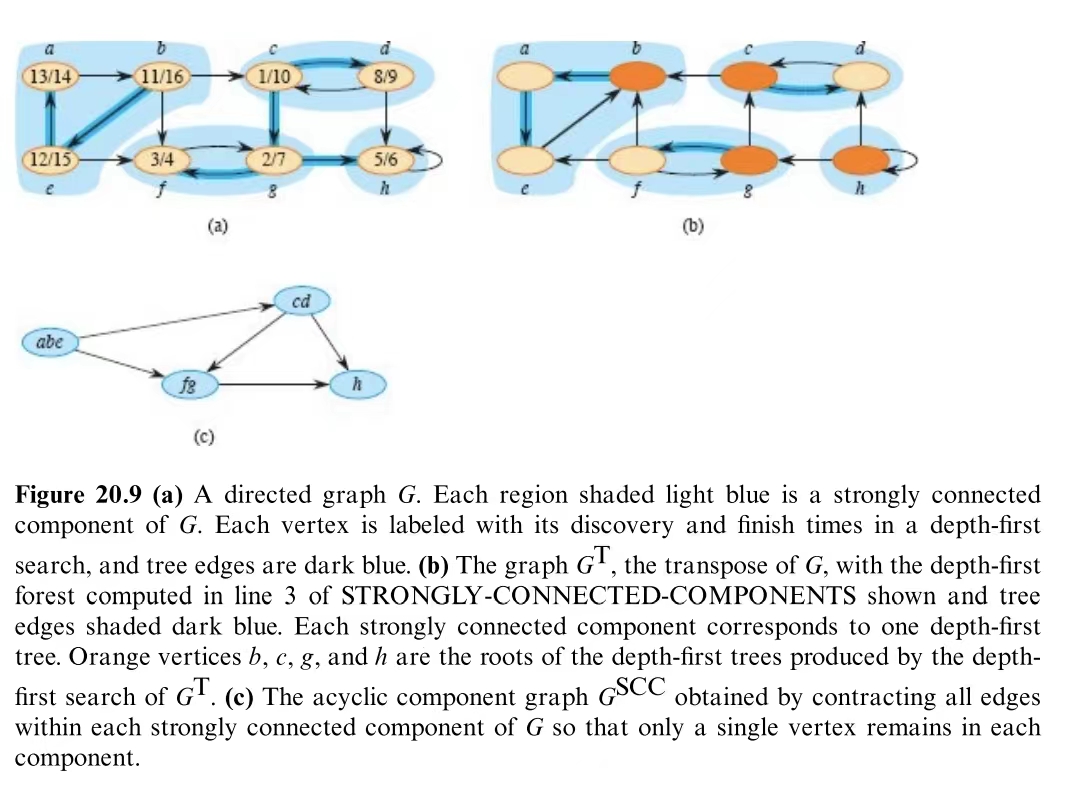 a b c d
13/14 11/16 1/10 8/9
12/15 3/4 2/7 5/6
e f g h
(a)
a b c d
e f g h
(b)
cd
abe
fg h
(c)
Figure 20.9 (a) A directed graph G. Each region shaded light blue is a strongly connected
component of G. Each vertex is labeled with its discovery and finish times in a depth-first
search, and tree edges are dark blue. (b) The graph Gᵀ, the transpose of G, with the depth-first
forest computed in line 3 of STRONGLY-CONNECTED-COMPONENTS shown and tree
edges shaded dark blue. Each strongly connected component corresponds to one depth-first
tree. Orange vertices b, c, g, and h are the roots of the depth-first trees produced by the depth-
first search of Gᵀ. (c) The acyclic component graph G^SCC obtained by contracting all edges
within each strongly connected component of G so that only a single vertex remains in each
component.